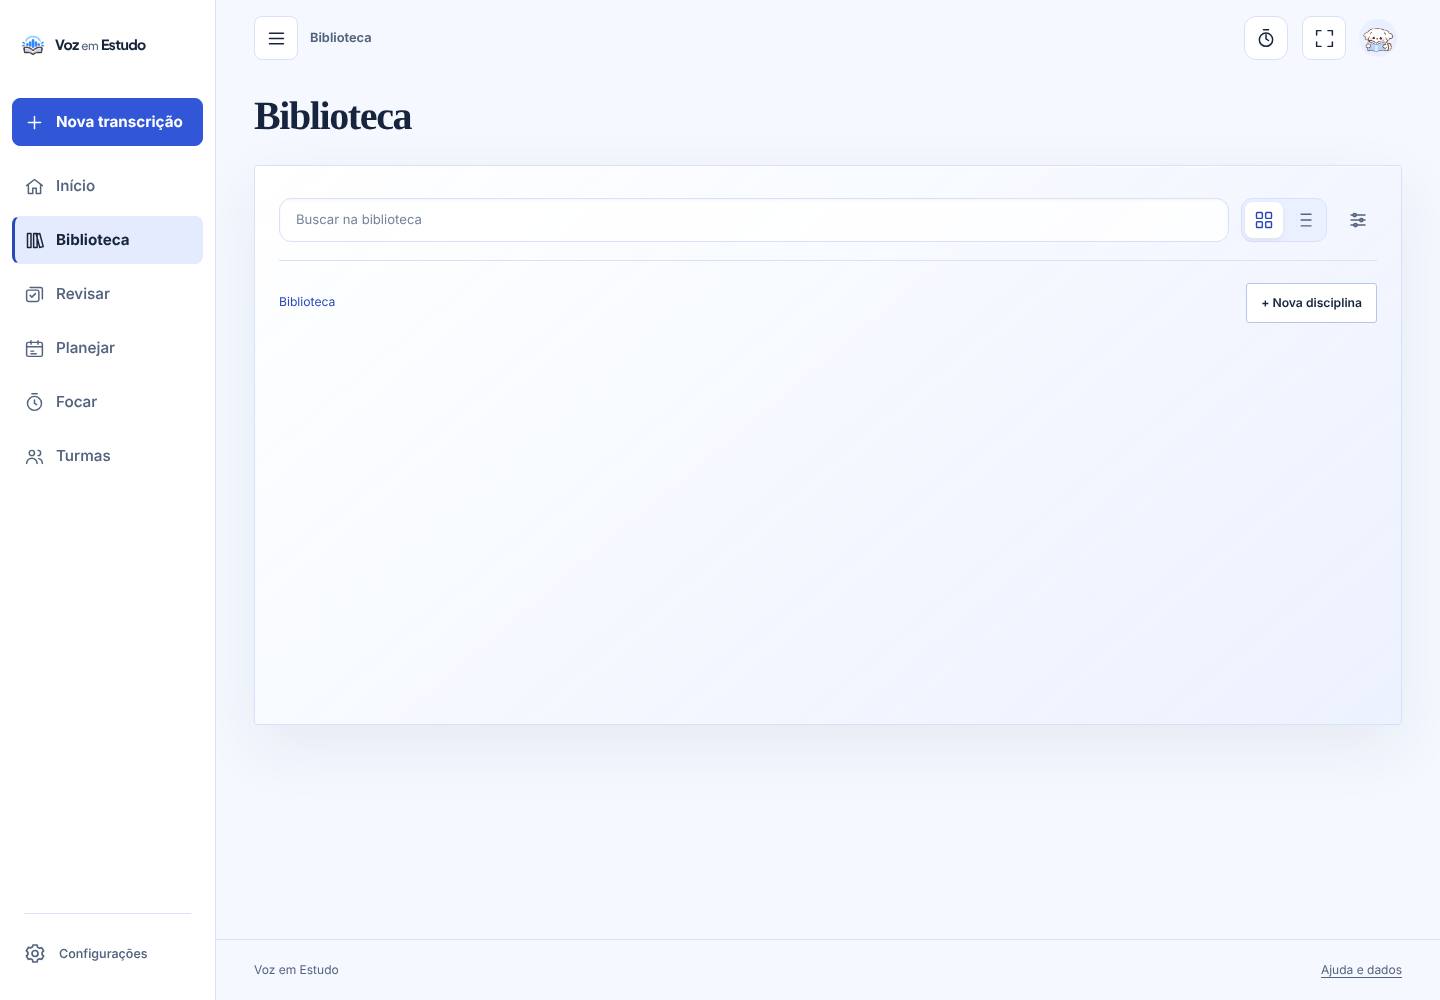 Voz em Estudo
Biblioteca
Nova transcrição
Biblioteca
Início
Buscar na biblioteca
Biblioteca
Revisar
Biblioteca
+ Nova disciplina
Planejar
Focar
Turmas
Configurações
Voz em Estudo
Ajuda e dados